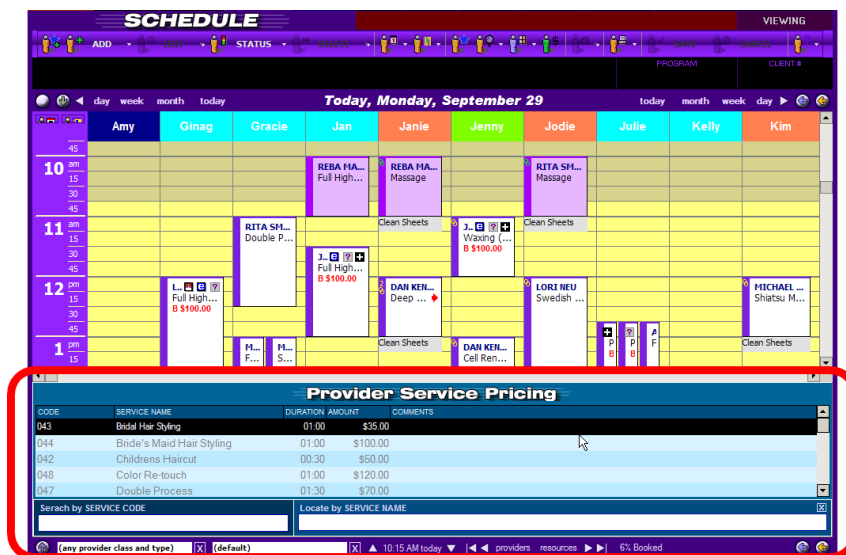 SCHEDULE
VIEWING
ADD STATUS
PROGRAM CLIENT #
day week month today Today, Monday, September 29 today month week day
Amy Ginag Gracie Jan Janie Jenny Jodie Julie Kelly Kim
45
10 am REBA MA... REBA MA... RITA SM...
15 Full High... Massage Massage
30
45
11 am RITA SM... Clean Sheets J.. e ? Clean Sheets
15 Double P... Waxing (...
30 J.. e ? B $100.00
45 Full High...
B $100.00
12 pm L... e ? DAN KEN... LORI NEU MICHAEL ...
15 Full High... Deep ... Swedish ... Shiatsu M...
30 B $100.00
45 ? A
P P F
1 pm M... M... Clean Sheets DAN KEN... B B Clean Sheets
15 F... S... Cell Ren...
Provider Service Pricing
CODE SERVICE NAME DURATION AMOUNT COMMENTS
043 Bridal Hair Styling 01:00 $35.00
044 Bride's Maid Hair Styling 01:00 $100.00
042 Childrens Haircut 00:30 $50.00
048 Color Re-touch 01:00 $120.00
047 Double Process 01:30 $70.00
Serach by SERVICE CODE Locate by SERVICE NAME X
(any provider class and type) X (default) X 10:15 AM today providers resources 6% Booked